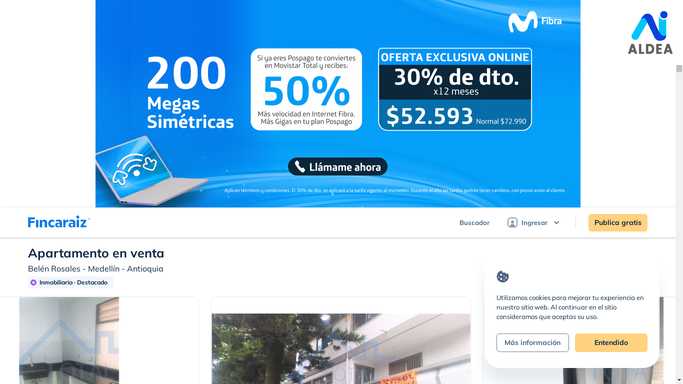 Fibra
ALDEA
200
Megas
Simétricas
Si ya eres Pospago te conviertes
en Movistar Total y recibes.
50%
Más velocidad en Internet Fibra.
Más Gigas en tu plan Pospago
OFERTA EXCLUSIVA ONLINE
30% de dto.
x12 meses
$52.593 Normal $72.990
Llámame ahora
Fincaraiz
Buscador
Ingresar
Publica gratis
Apartamento en venta
Belén Rosales - Medellín - Antioquia
Inmobiliario · Destacado
Utilizamos cookies para mejorar tu experiencia en
nuestro sitio web. Al continuar en el sitio
consideramos que aceptas su uso.
Más información
Entendido